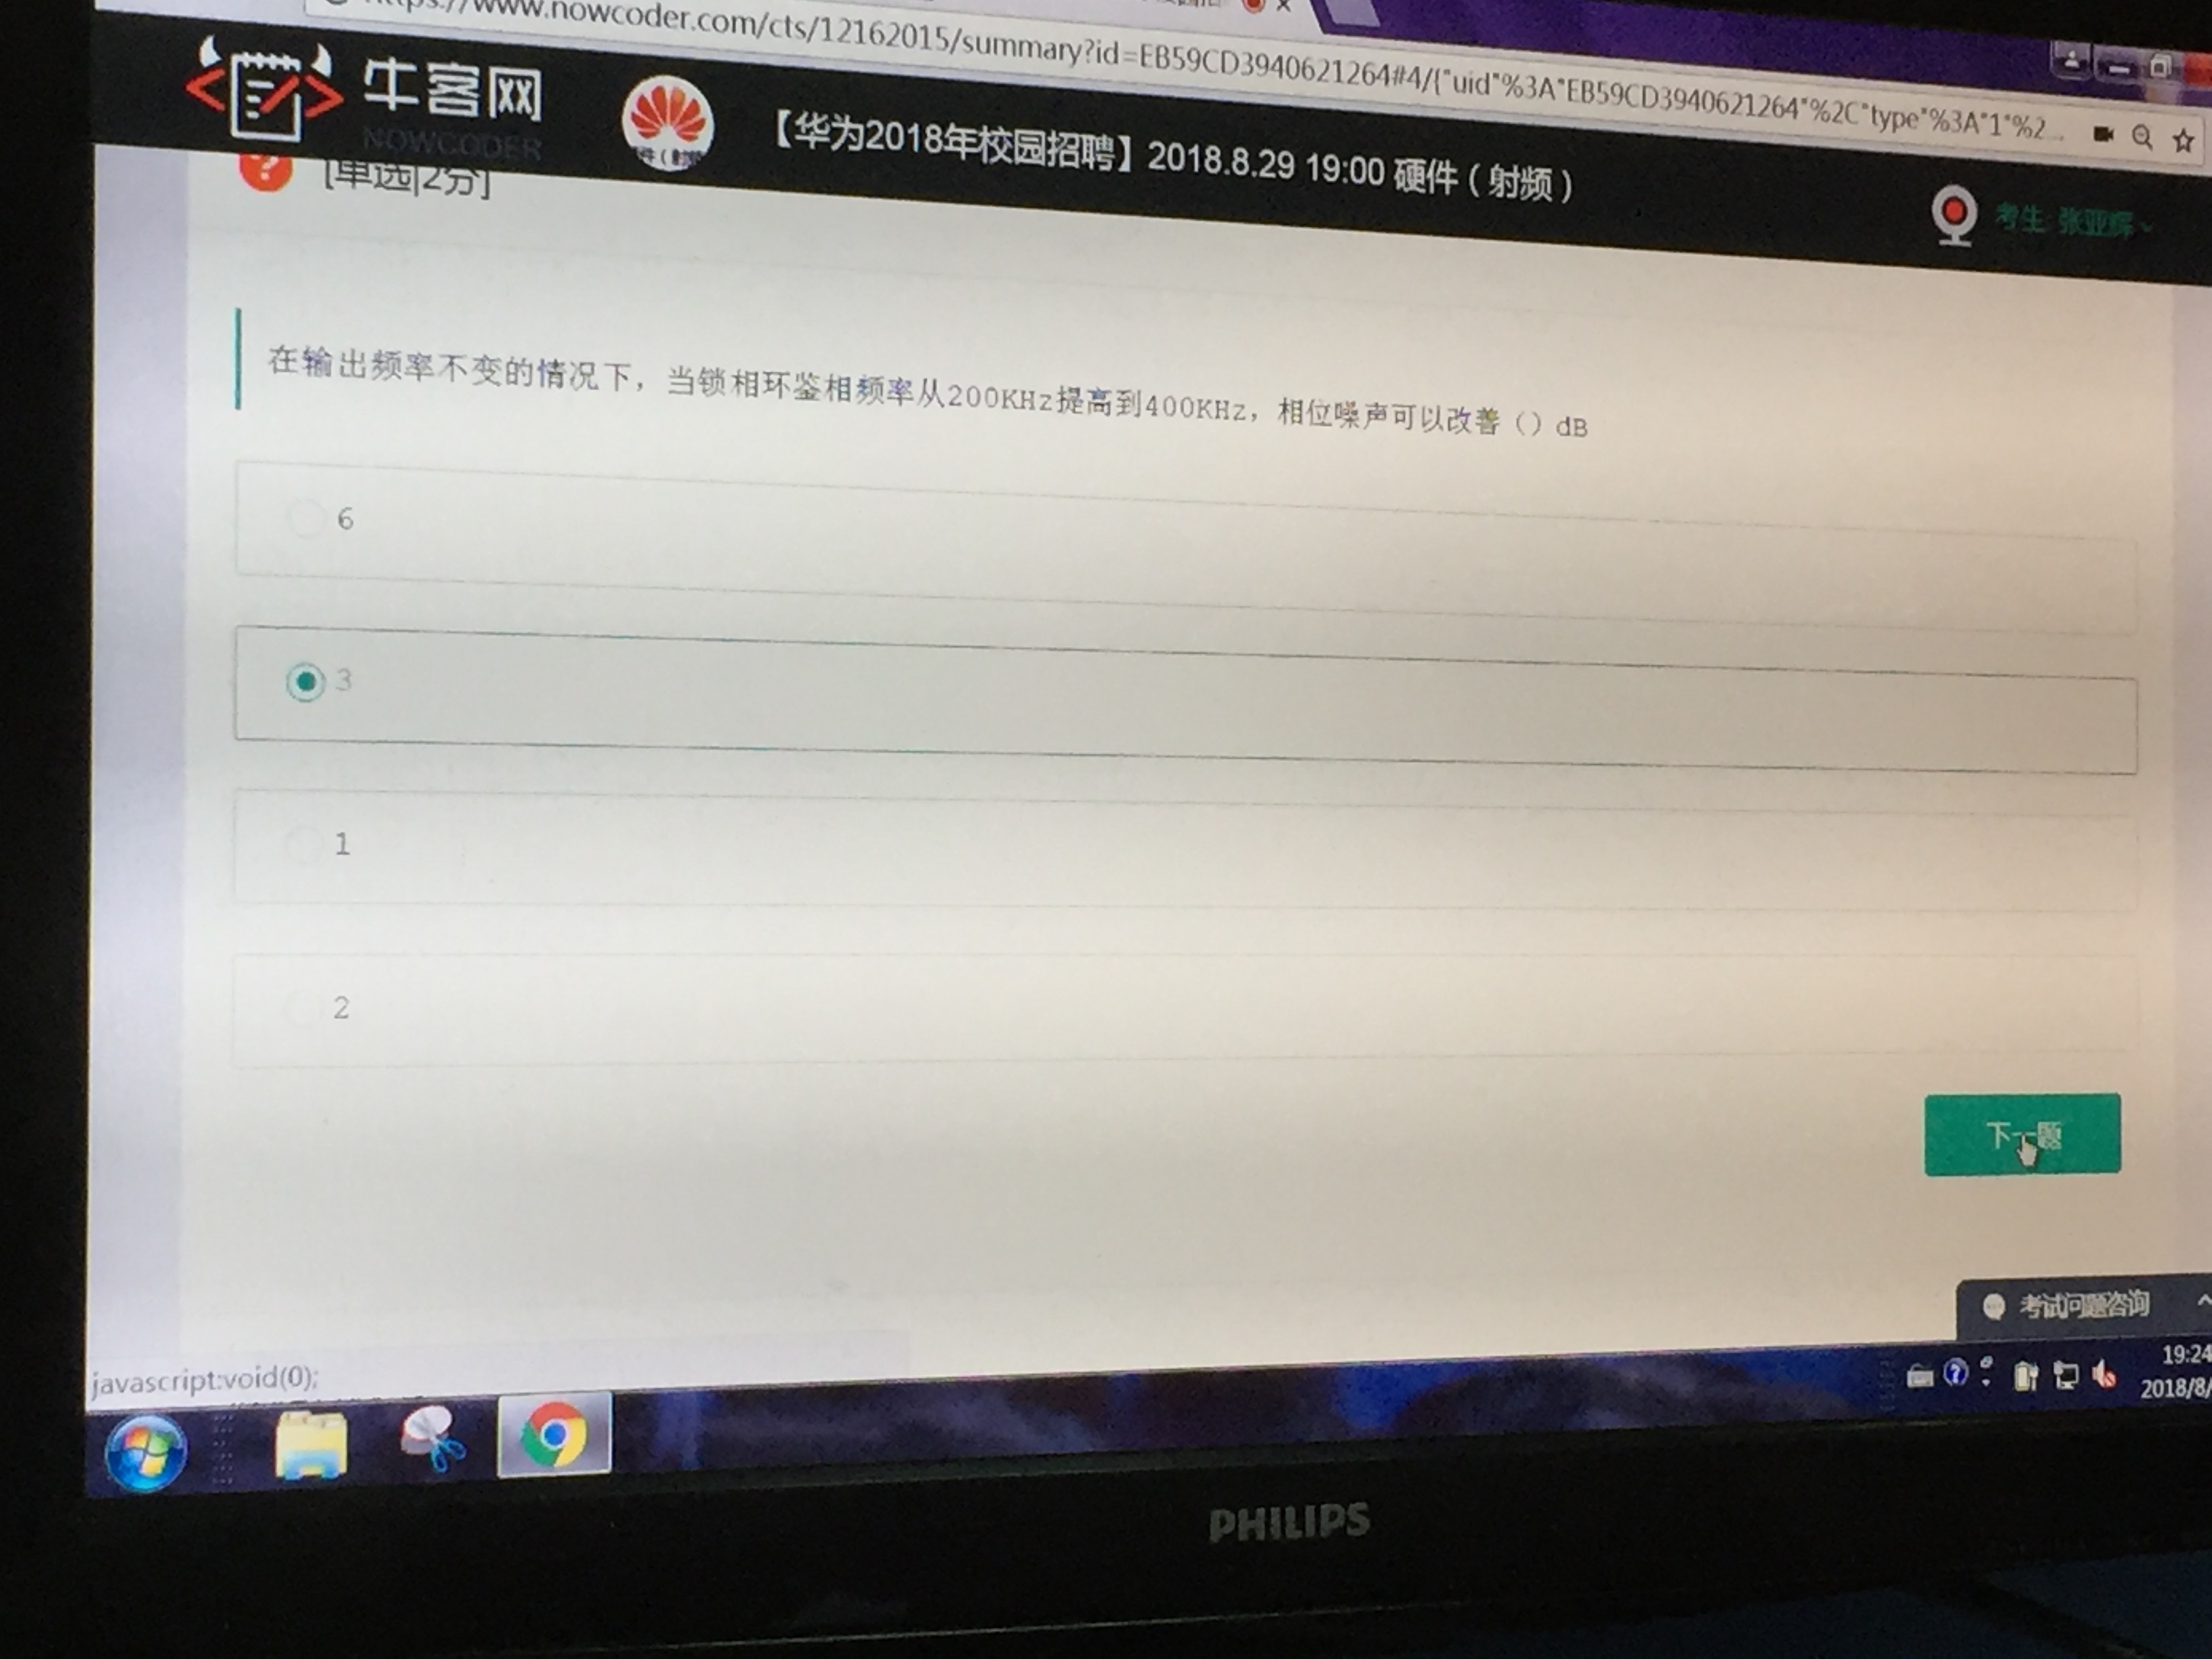 https://www.nowcoder.com/cts/12162015/summary?id=EB59CD3940621264#4/{"uid"%3A"EB59CD3940621264"%2C"type"%3A"1"%2...
牛客网
NOWCODER
【华为2018年校园招聘】2018.8.29 19:00 硬件（射频）
考生 张亚辉
[单选|2分]
在输出频率不变的情况下，当锁相环鉴相频率从200KHz提高到400KHz，相位噪声可以改善（）dB
6
3
1
2
下一题
考试问题咨询
javascript:void(0);
19:24
2018/8/
PHILIPS